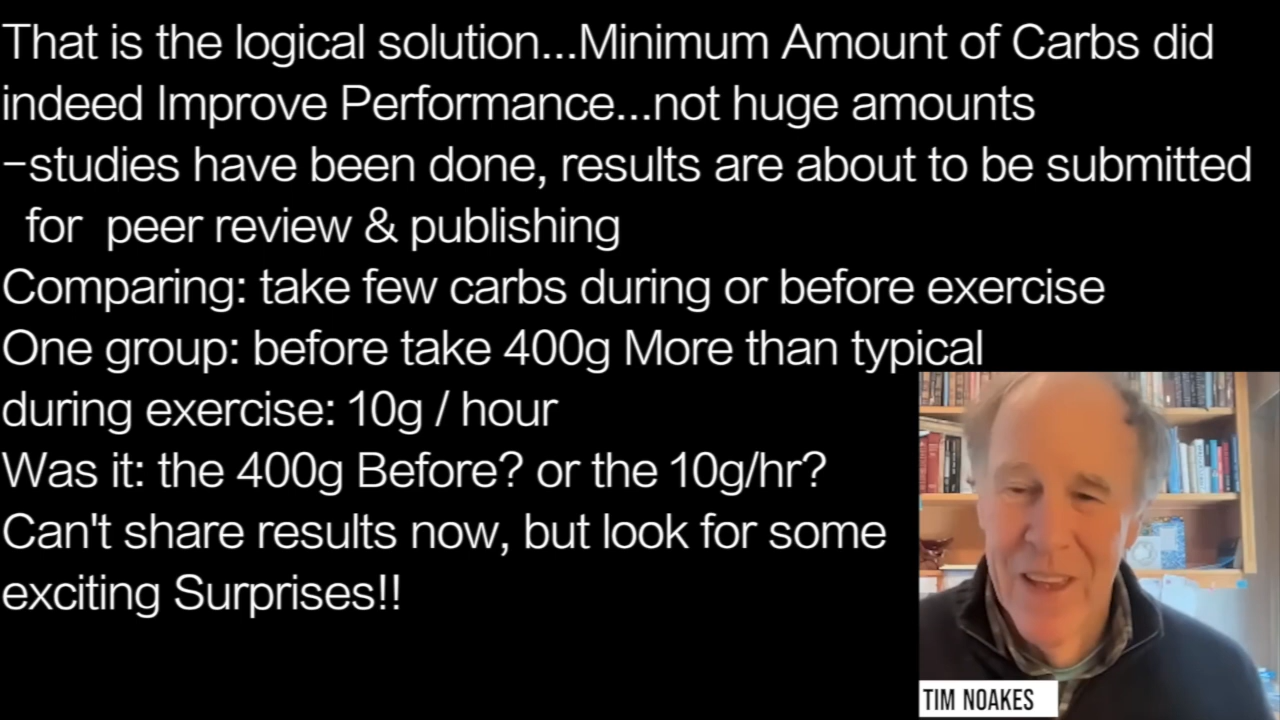 That is the logical solution...Minimum Amount of Carbs did
indeed Improve Performance...not huge amounts
-studies have been done, results are about to be submitted
for peer review & publishing
Comparing: take few carbs during or before exercise
One group: before take 400g More than typical
during exercise: 10g / hour
Was it: the 400g Before? or the 10g/hr?
Can't share results now, but look for some
exciting Surprises!!
TIM NOAKES